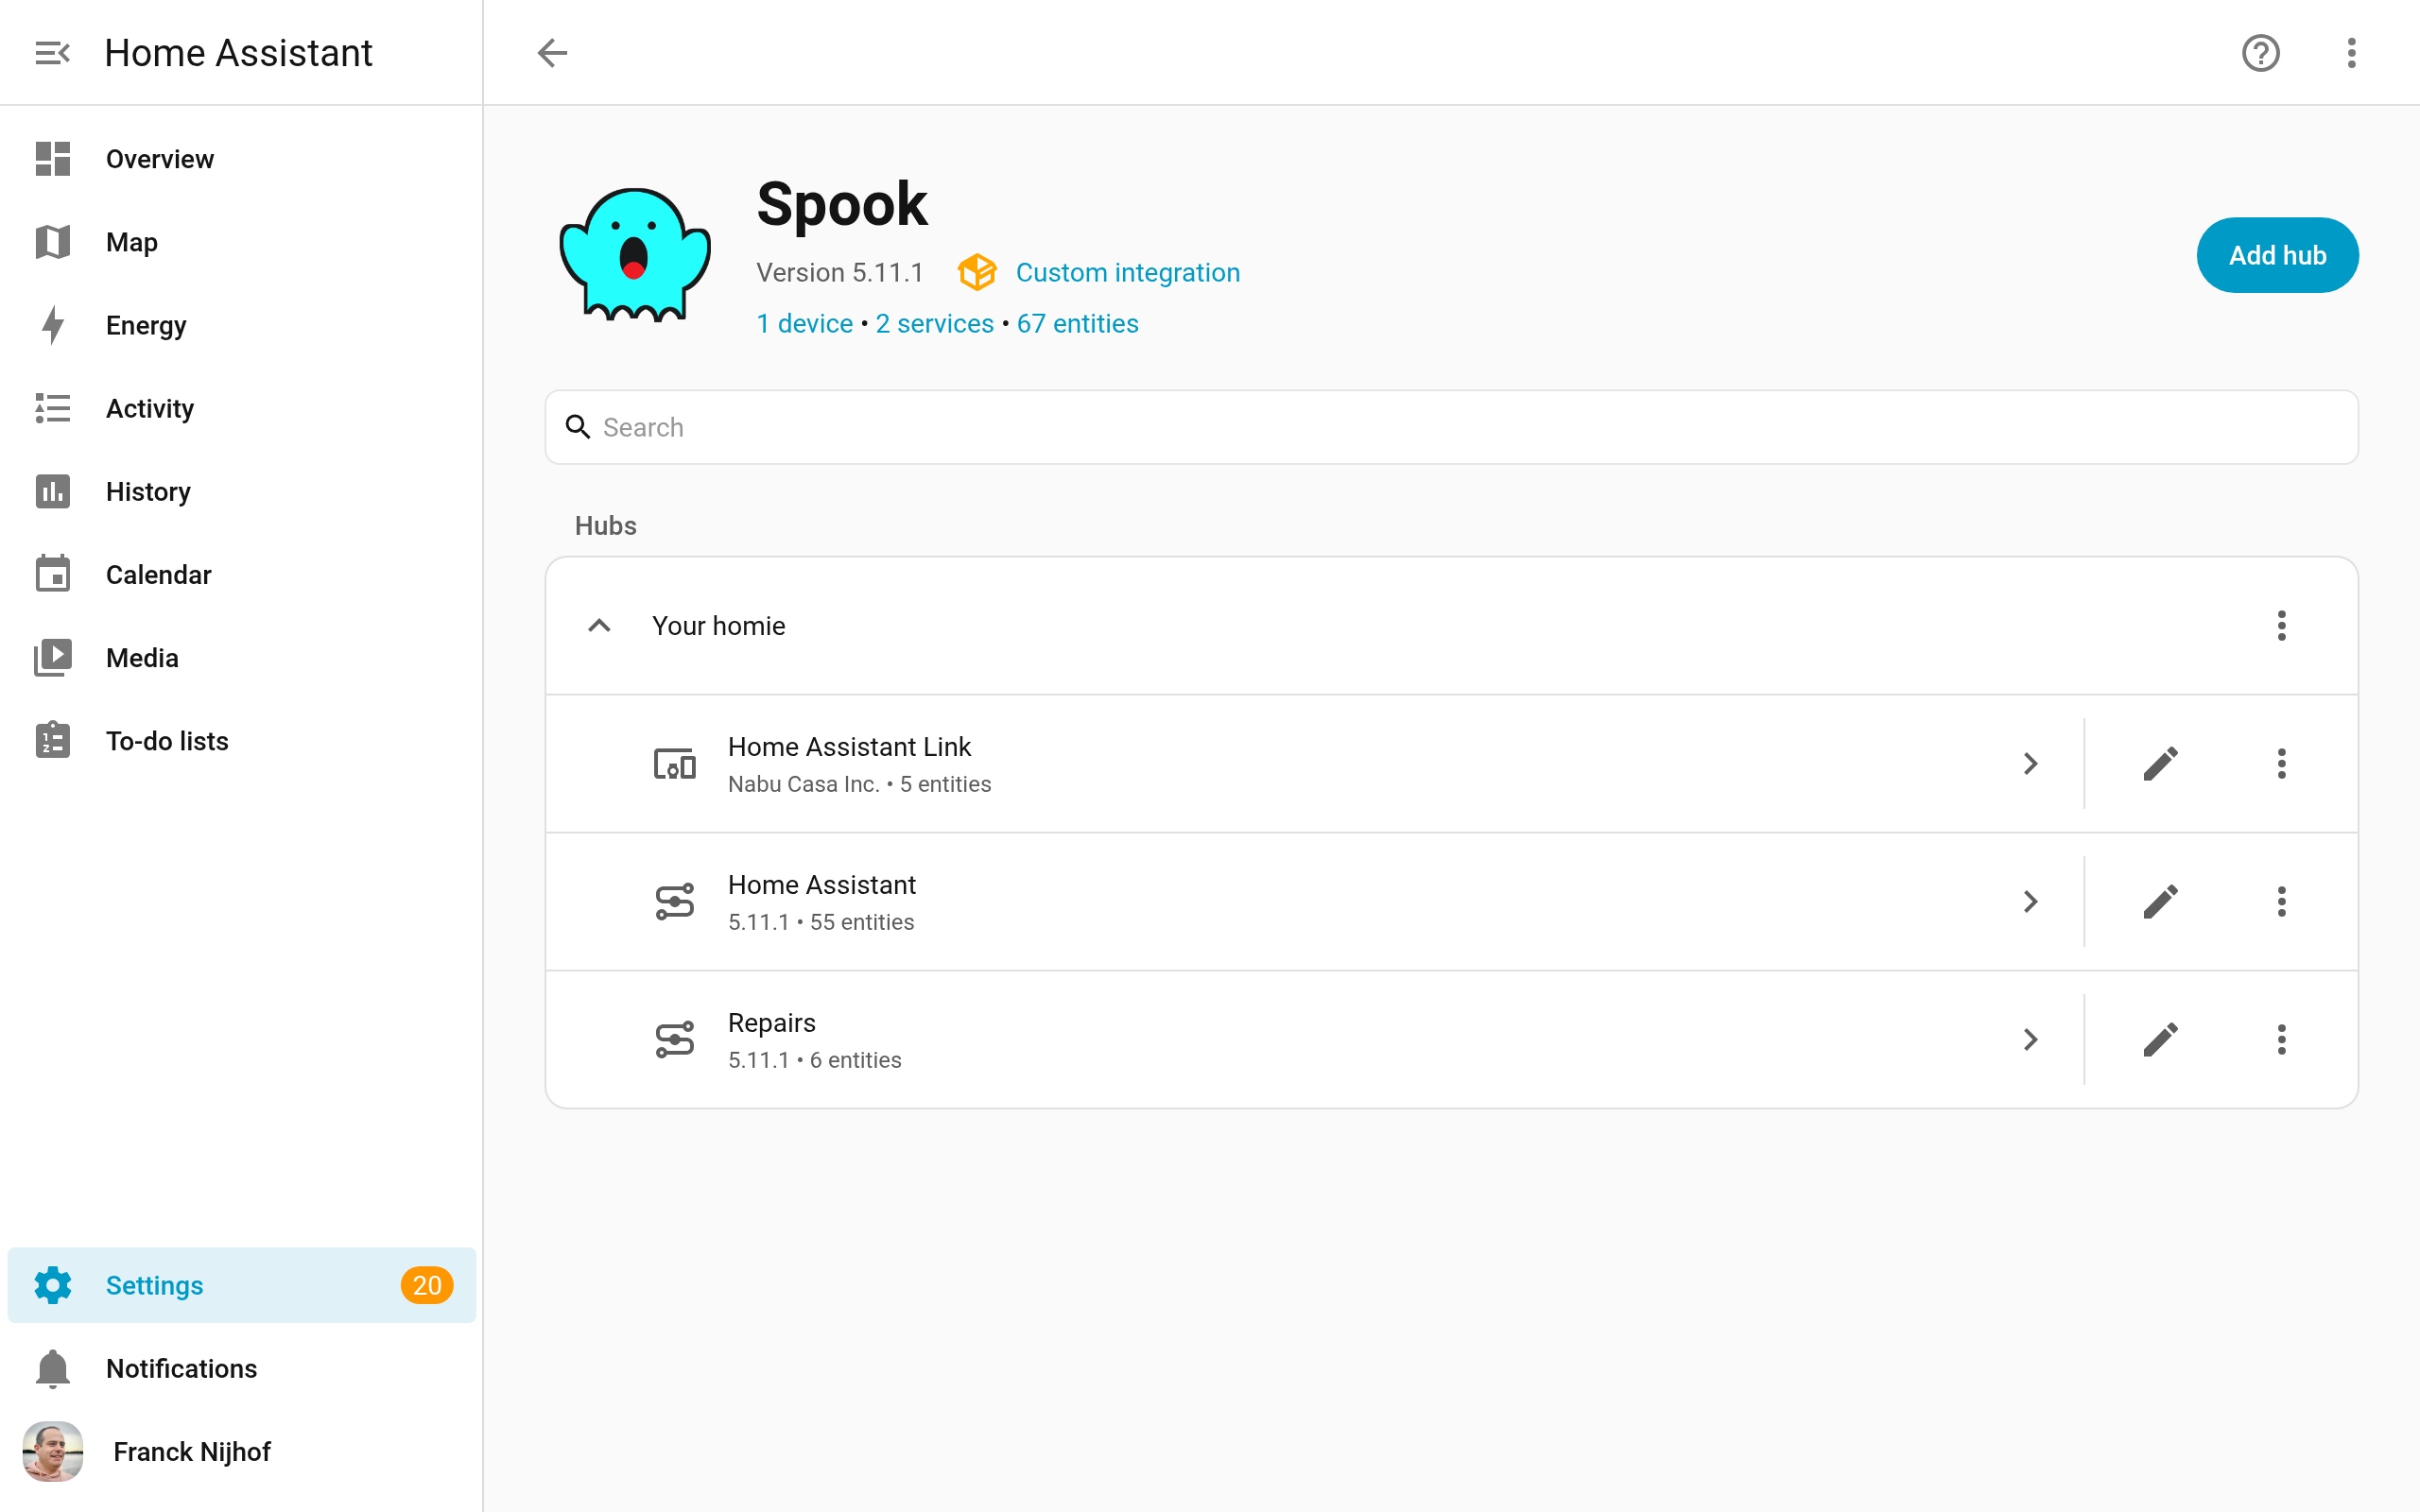 Home Assistant
Overview
Map
Energy
Activity
History
Calendar
Media
To-do lists
Settings 20
Notifications
Franck Nijhof
Spook
Version 5.11.1 Custom integration
1 device • 2 services • 67 entities
Add hub
Search
Hubs
Your homie
Home Assistant Link
Nabu Casa Inc. • 5 entities
Home Assistant
5.11.1 • 55 entities
Repairs
5.11.1 • 6 entities